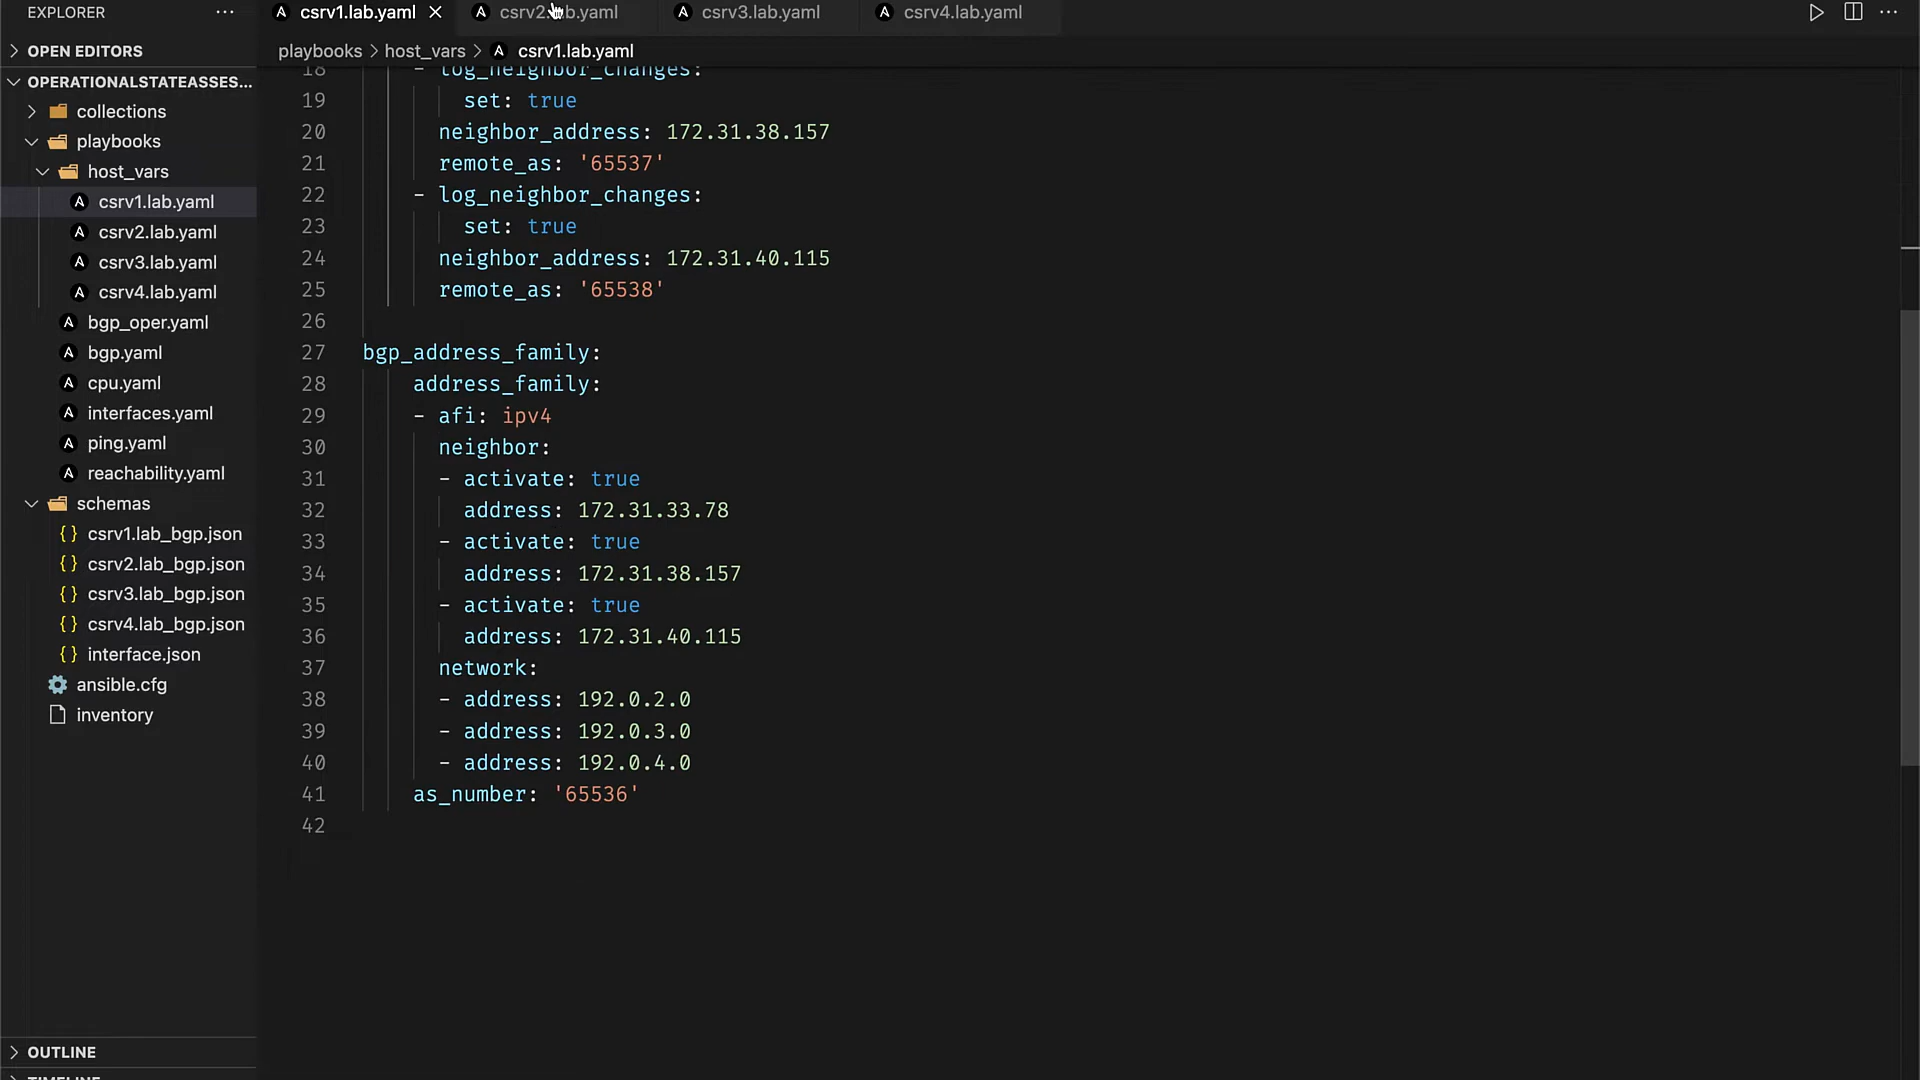 EXPLORER ...
csrv1.lab.yaml csrv2.lab.yaml csrv3.lab.yaml csrv4.lab.yaml ...
OPEN EDITORS
playbooks > host_vars > csrv1.lab.yaml
OPERATIONALSTATEASSES...
collections
playbooks
host_vars
csrv1.lab.yaml
csrv2.lab.yaml
csrv3.lab.yaml
csrv4.lab.yaml
bgp_oper.yaml
bgp.yaml
cpu.yaml
interfaces.yaml
ping.yaml
reachability.yaml
schemas
csrv1.lab_bgp.json
csrv2.lab_bgp.json
csrv3.lab_bgp.json
csrv4.lab_bgp.json
interface.json
ansible.cfg
inventory
OUTLINE
TIMELINE
18 - log_neighbor_changes:
19 set: true
20 neighbor_address: 172.31.38.157
21 remote_as: '65537'
22 - log_neighbor_changes:
23 set: true
24 neighbor_address: 172.31.40.115
25 remote_as: '65538'
26
27 bgp_address_family:
28 address_family:
29 - afi: ipv4
30 neighbor:
31 - activate: true
32 address: 172.31.33.78
33 - activate: true
34 address: 172.31.38.157
35 - activate: true
36 address: 172.31.40.115
37 network:
38 - address: 192.0.2.0
39 - address: 192.0.3.0
40 - address: 192.0.4.0
41 as_number: '65536'
42